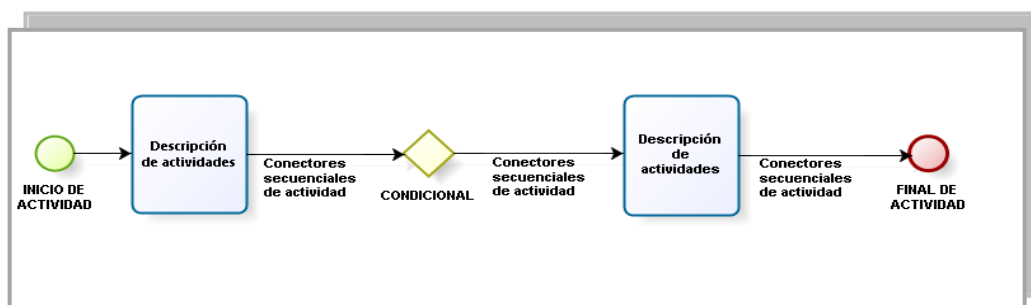 INICIO DE
ACTIVIDAD
Descripción
de actividades
Conectores
secuenciales
de actividad
CONDICIONAL
Conectores
secuenciales
de actividad
Descripción
de
actividades
Conectores
secuenciales
de actividad
FINAL DE
ACTIVIDAD